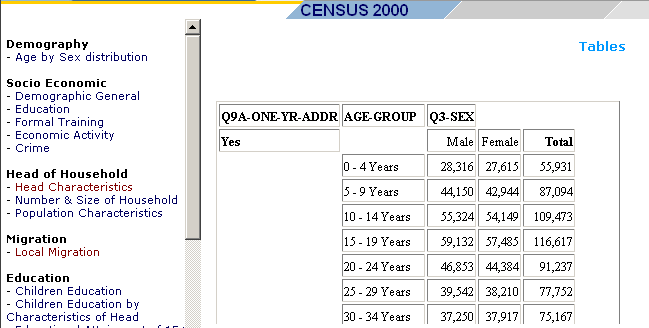 CENSUS 2000
Demography
- Age by Sex distribution
Socio Economic
- Demographic General
- Education
- Formal Training
- Economic Activity
- Crime
Head of Household
- Head Characteristics
- Number & Size of Household
- Population Characteristics
Migration
- Local Migration
Education
- Children Education
- Children Education by
Characteristics of Head
Tables
Q9A-ONE-YR-ADDR AGE-GROUP Q3-SEX
Yes Male Female Total
0 - 4 Years 28,316 27,615 55,931
5 - 9 Years 44,150 42,944 87,094
10 - 14 Years 55,324 54,149 109,473
15 - 19 Years 59,132 57,485 116,617
20 - 24 Years 46,853 44,384 91,237
25 - 29 Years 39,542 38,210 77,752
30 - 34 Years 37,250 37,917 75,167